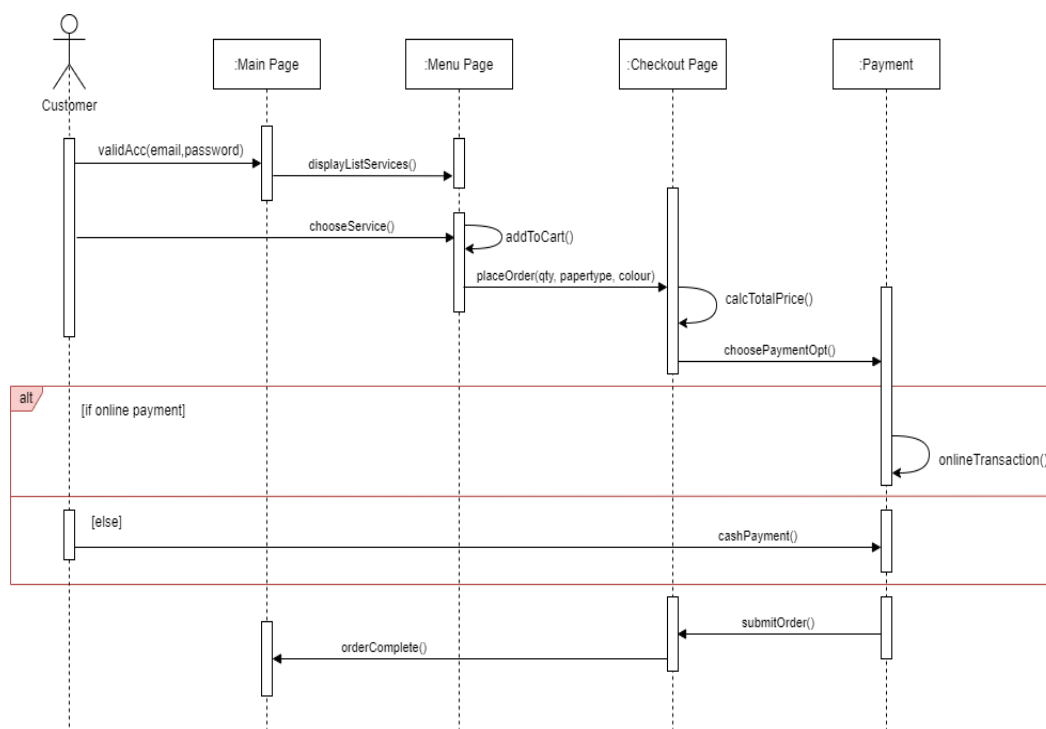 :Main Page
:Menu Page
:Checkout Page
:Payment
Customer
validAcc(email,password)
displayListServices()
chooseService()
addToCart()
placeOrder(qty, papertype, colour)
calcTotalPrice()
choosePaymentOpt()
alt
[if online payment]
onlineTransaction()
[else]
cashPayment()
submitOrder()
orderComplete()